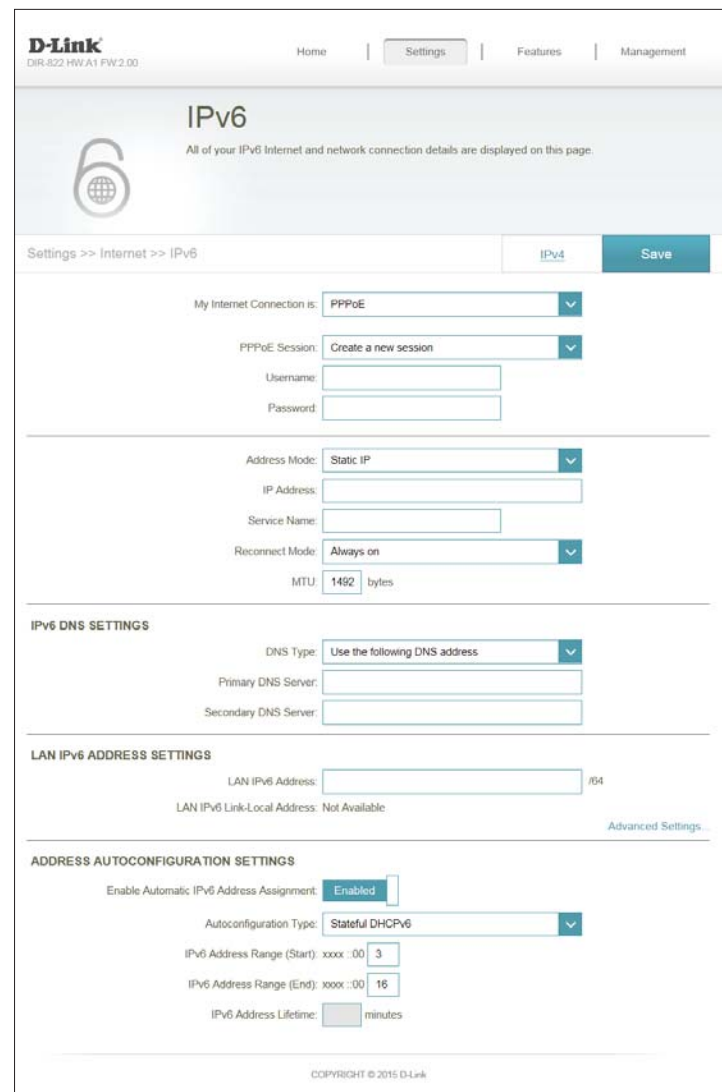 D-Link
DIR-822 HW:A1 FW:2.00
Home | Settings | Features | Management
IPv6
All of your IPv6 Internet and network connection details are displayed on this page.
Settings >> Internet >> IPv6 IPv4 Save
My Internet Connection is: PPPoE
PPPoE Session: Create a new session
Username:
Password:
Address Mode: Static IP
IP Address:
Service Name:
Reconnect Mode: Always on
MTU: 1492 bytes
IPv6 DNS SETTINGS
DNS Type: Use the following DNS address
Primary DNS Server:
Secondary DNS Server:
LAN IPv6 ADDRESS SETTINGS
LAN IPv6 Address: /64
LAN IPv6 Link-Local Address: Not Available
Advanced Settings...
ADDRESS AUTOCONFIGURATION SETTINGS
Enable Automatic IPv6 Address Assignment: Enabled
Autoconfiguration Type: Stateful DHCPv6
IPv6 Address Range (Start): xxxx ::00 3
IPv6 Address Range (End): xxxx ::00 16
IPv6 Address Lifetime: minutes
COPYRIGHT © 2015 D-Link